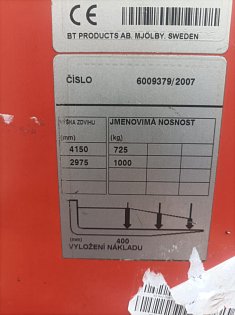 CE
BT PRODUCTS AB. MJÖLBY. SWEDEN
ČÍSLO 6009379/2007
VÝŠKA ZDVIHU JMENOVIMÁ NOSNOST
(mm) (kg)
4150 725
2975 1000
(mm) 400
VYLOŽENÍ NÁKLADU